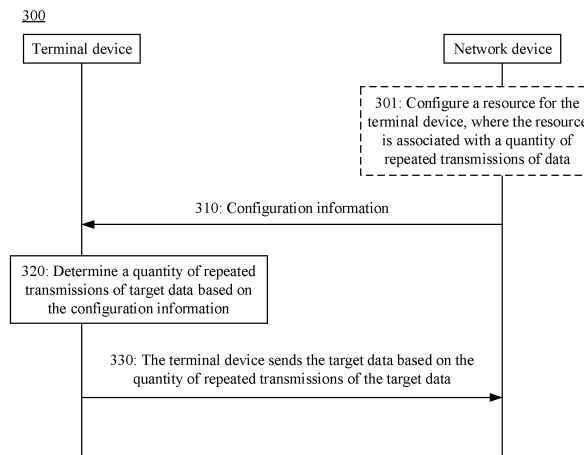 300
Terminal device
Network device
301: Configure a resource for the
terminal device, where the resource
is associated with a quantity of
repeated transmissions of data
310: Configuration information
320: Determine a quantity of repeated
transmissions of target data based on
the configuration information
330: The terminal device sends the target data based on the
quantity of repeated transmissions of the target data